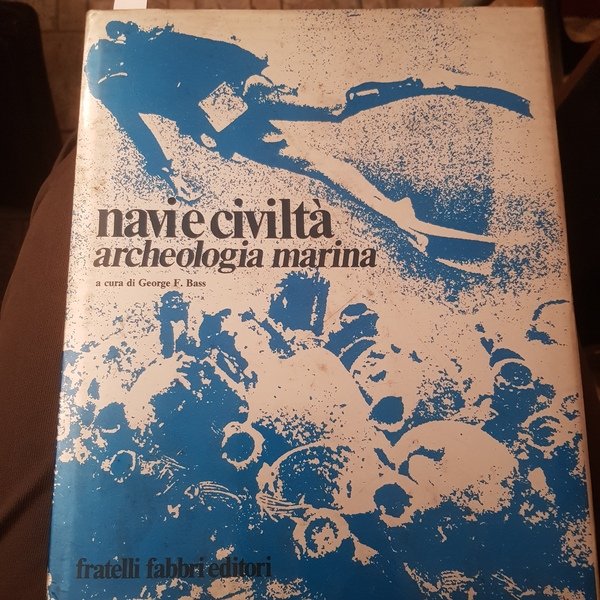 navi e civiltà
archeologia marina
a cura di George F. Bass
fratelli fabbri editori